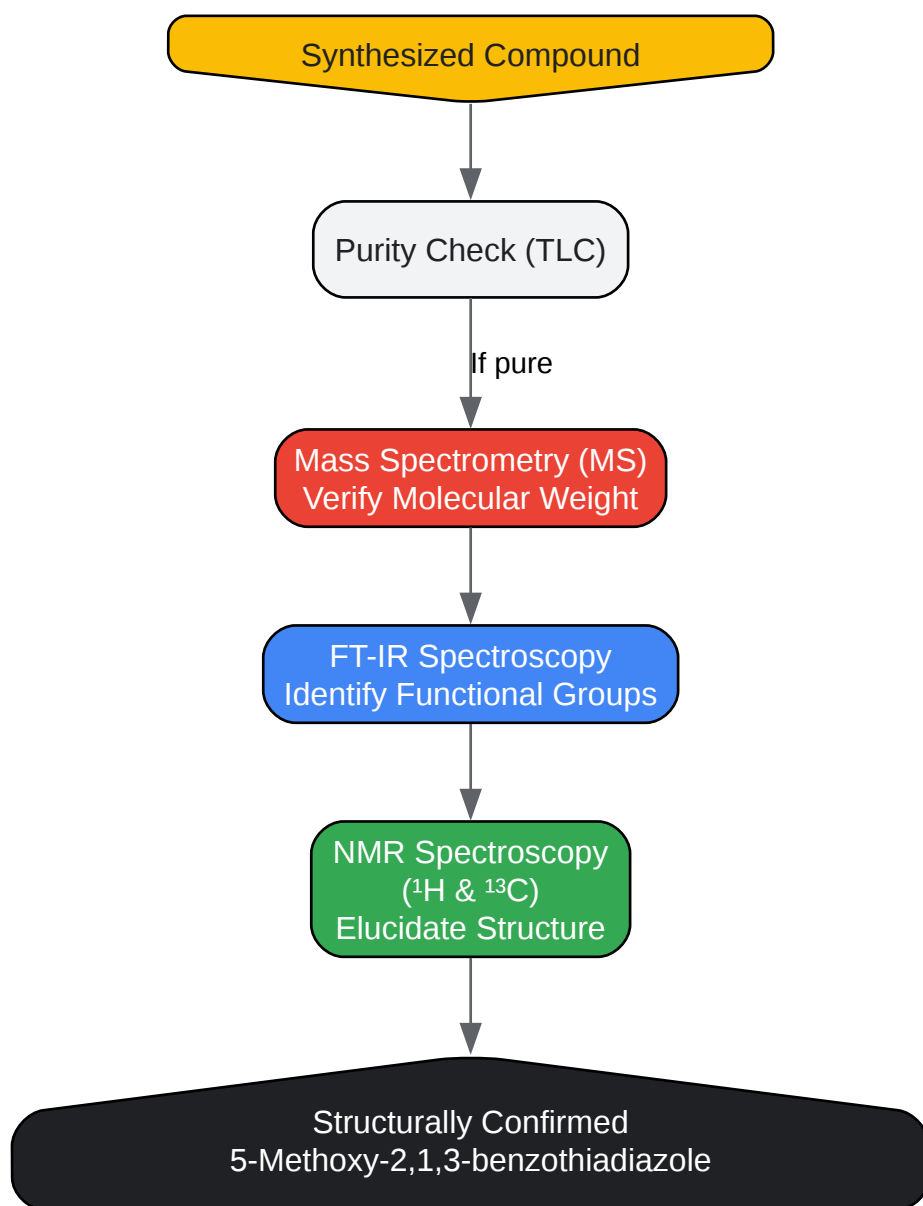 Synthesized Compound
Purity Check (TLC)
If pure
Mass Spectrometry (MS)
Verify Molecular Weight
FT-IR Spectroscopy
Identify Functional Groups
NMR Spectroscopy
(¹H & ¹³C)
Elucidate Structure
Structurally Confirmed
5-Methoxy-2,1,3-benzothiadiazole